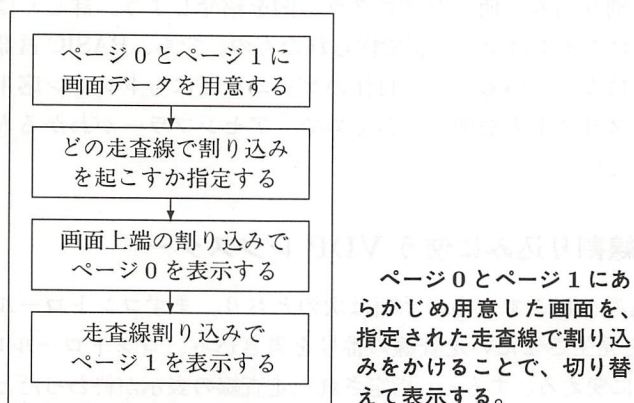 ページ０とページ１に
画面データを用意する
どの走査線で割り込み
を起こすか指定する
画面上端の割り込みで
ページ０を表示する
走査線割り込みで
ページ１を表示する
ページ０とページ１にあ
らかじめ用意した画面を、
指定された走査線で割り込
みをかけることで、切り替
えて表示する。